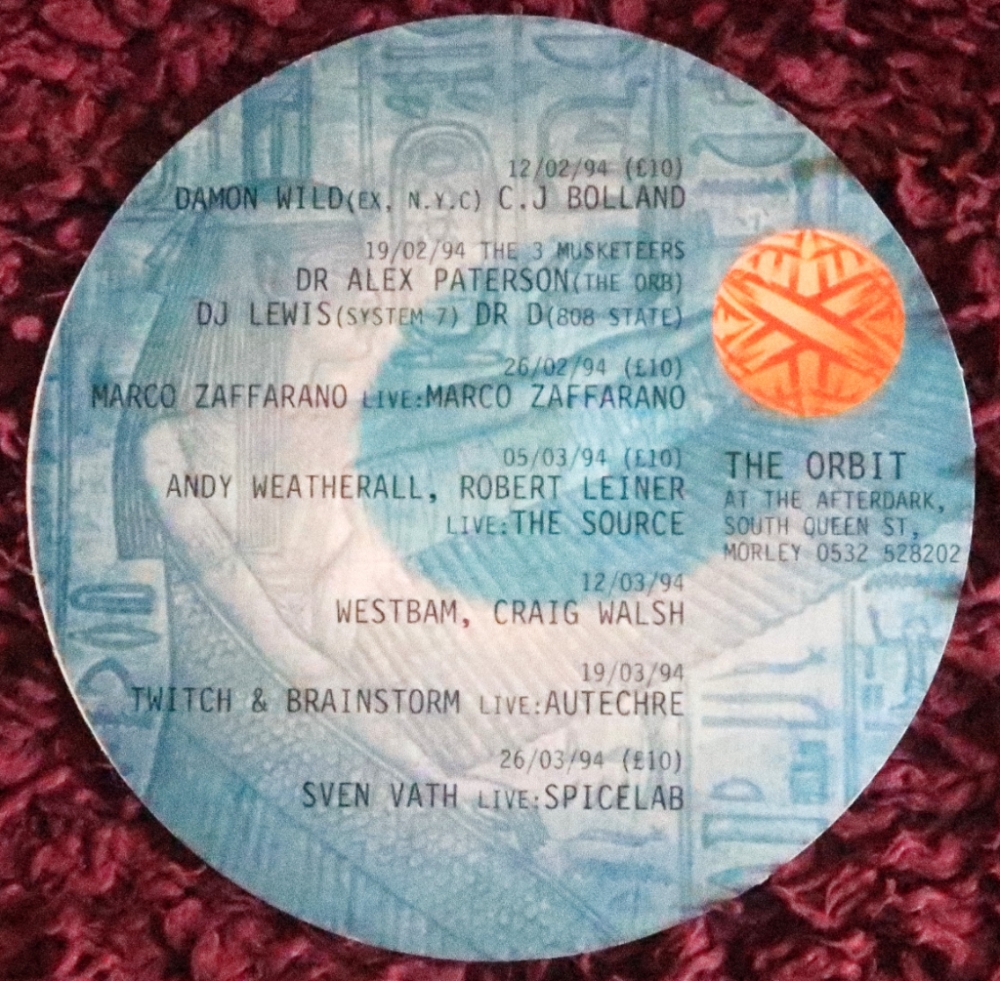 12/02/94 (£10)
DAMON WILD(EX, N.Y.C) C.J BOLLAND
19/02/94 THE 3 MUSKETEERS
DR ALEX PATERSON(THE ORB)
DJ LEWIS(SYSTEM 7) DR D(808 STATE)
26/02/94 (£10)
MARCO ZAFFARANO LIVE:MARCO ZAFFARANO
05/03/94 (£10)
ANDY WEATHERALL, ROBERT LEINER
LIVE:THE SOURCE
12/03/94
WESTBAM, CRAIG WALSH
19/03/94
TWITCH & BRAINSTORM LIVE:AUTECHRE
26/03/94 (£10)
SVEN VATH LIVE:SPICELAB
THE ORBIT
AT THE AFTERDARK,
SOUTH QUEEN ST,
MORLEY 0532 528202